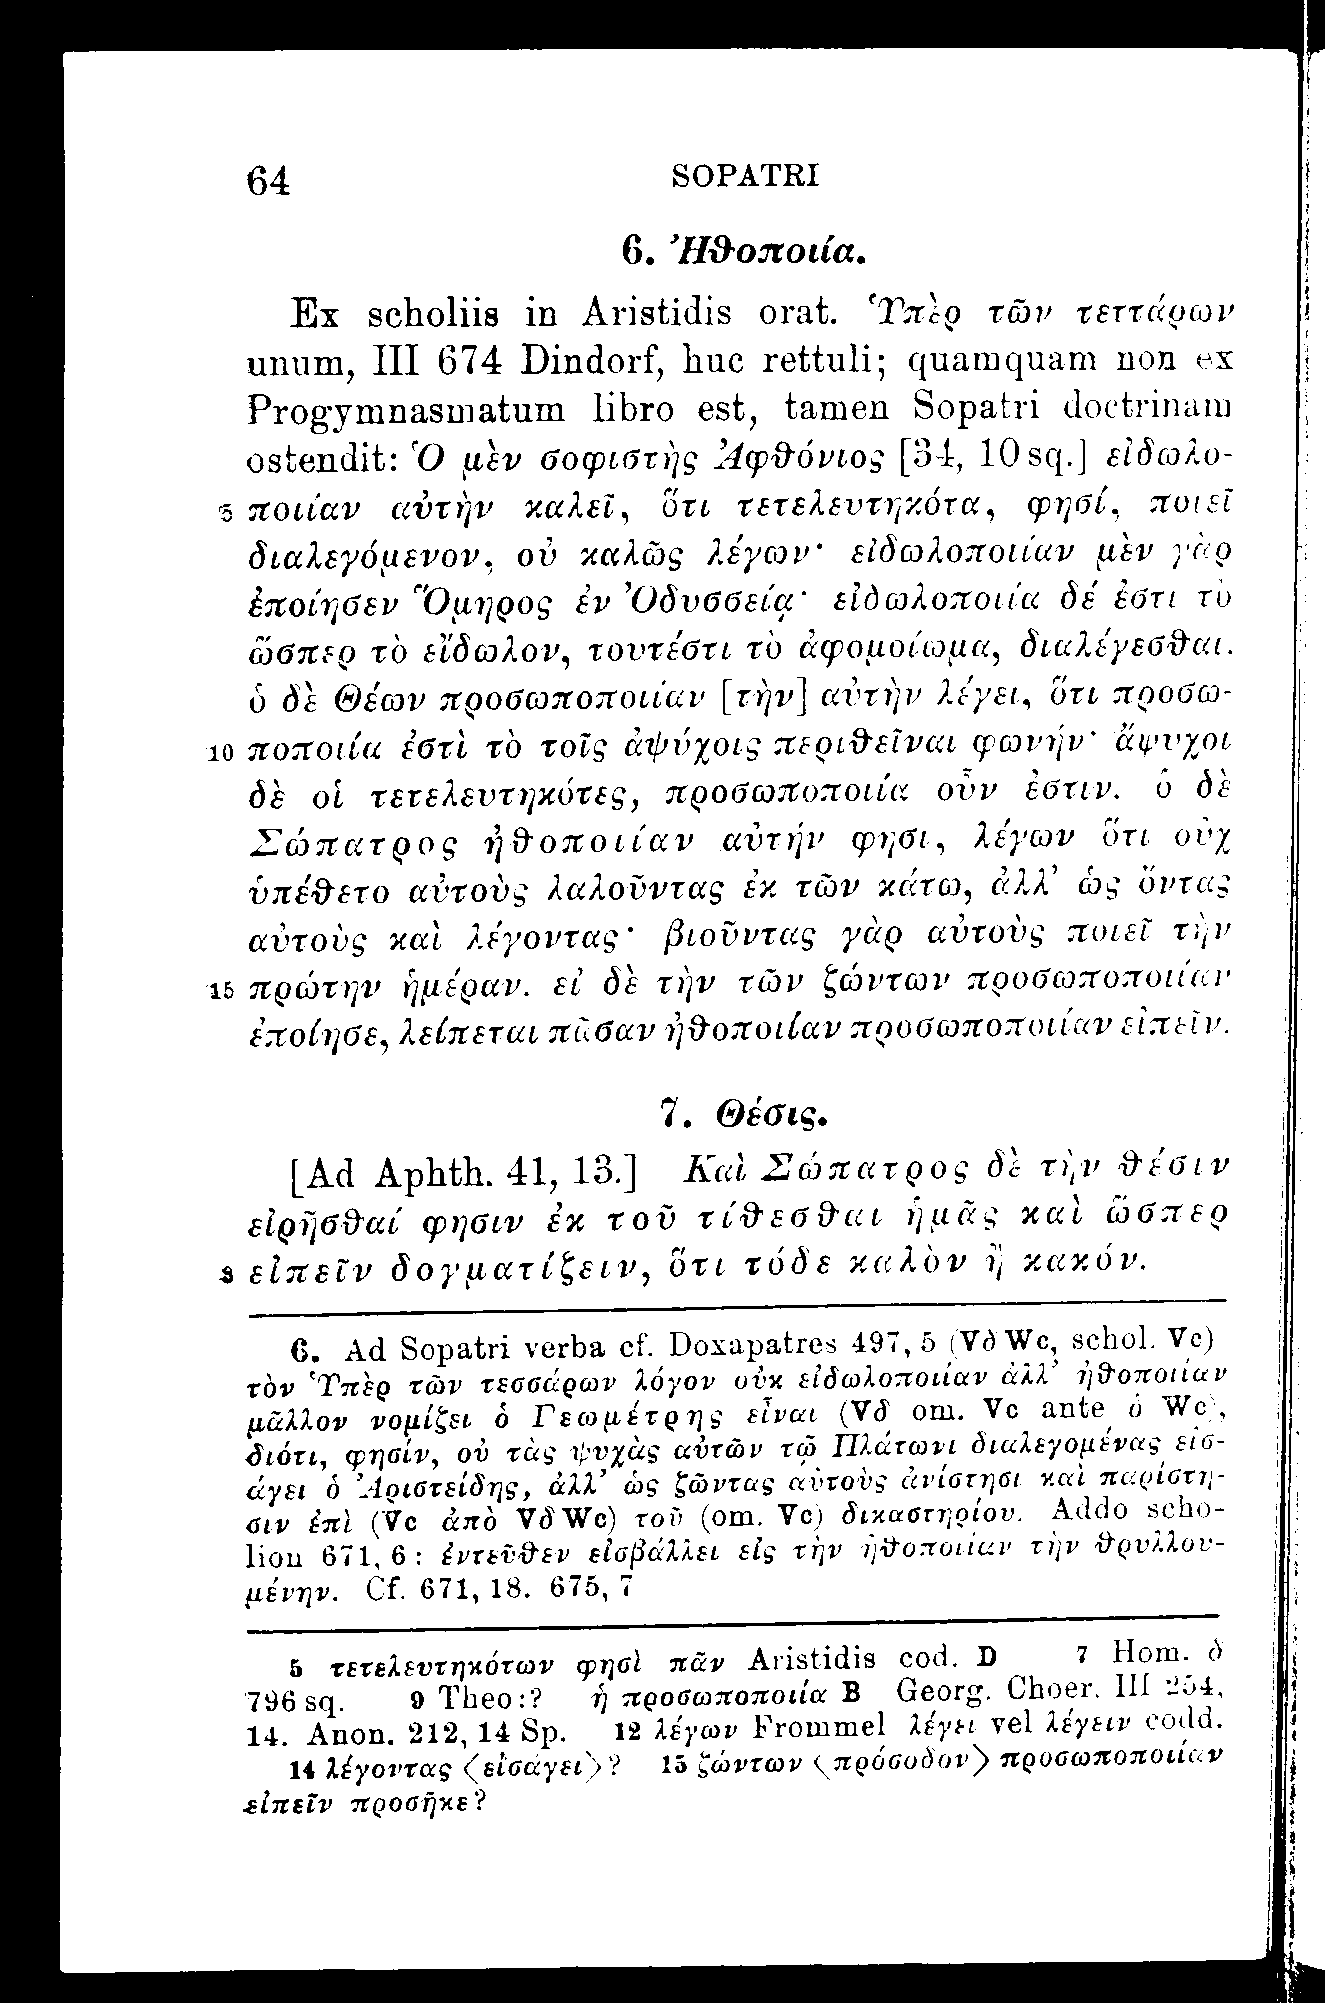 64 SOPATRI
6. Ἠθοποιία.
Ex scholiis in Aristidis orat. Ὑπὲρ τῶν τεττάρων
unum, III 674 Dindorf, huc rettuli; quamquam non ex
Progymnasmatum libro est, tamen Sopatri doctrinam
ostendit: Ὁ μὲν σοφιστὴς Ἀφθόνιος [34, 10 sq.] εἰδωλο-
5 ποιίαν αὐτὴν καλεῖ, ὅτι τετελευτηκότα, φησί, ποιεῖ
διαλεγόμενον, οὐ καλῶς λέγων· εἰδωλοποιίαν μὲν γὰρ
ἐποίησεν Ὅμηρος ἐν Ὀδυσσείᾳ· εἰδωλοποιία δέ ἐστι τὸ
ὥσπερ τὸ εἴδωλον, τουτέστι τὸ ἀφομοίωμα, διαλέγεσθαι.
ὁ δὲ Θέων προσωποποιίαν [τὴν] αὐτὴν λέγει, ὅτι προσω-
10 ποποιία ἐστὶ τὸ τοῖς ἀψύχοις περιθεῖναι φωνήν· ἄψυχοι
δὲ οἱ τετελευτηκότες, προσωποποιία οὖν ἐστιν. ὁ δὲ
Σώπατρος ἠθοποιίαν αὐτήν φησι, λέγων ὅτι οὐχ
ὑπέθετο αὐτοὺς λαλοῦντας ἐκ τῶν κάτω, ἀλλ’ ὡς ὄντας
αὐτοὺς καὶ λέγοντας· βιοῦντας γὰρ αὐτοὺς ποιεῖ τὴν
15 πρώτην ἡμέραν. εἰ δὲ τὴν τῶν ζώντων προσωποποιίαν
ἐποίησε, λείπεται πᾶσαν ἠθοποιίαν προσωποποιίαν εἰπεῖν.
7. Θέσις.
[Ad Aphth. 41, 13.] Καὶ Σώπατρος δὲ τὴν θέσιν
εἰρῆσθαί φησιν ἐκ τοῦ τίθεσθαι ἡμᾶς καὶ ὥσπερ
3 εἰπεῖν δογματίζειν, ὅτι τόδε καλὸν ἢ κακόν.
6. Ad Sopatri verba cf. Doxapatres 497, 5 (VδWc, schol. Vc)
τὸν Ὑπὲρ τῶν τεσσάρων λόγον οὐκ εἰδωλοποιίαν ἀλλ’ ἠθοποιίαν
μᾶλλον νομίζει ὁ Γεωμέτρης εἶναι (Vδ om. Vc ante ὁ Wc),
διότι, φησίν, οὐ τὰς ψυχὰς αὐτῶν τῷ Πλάτωνι διαλεγομένας εἰσ-
άγει ὁ Ἀριστείδης, ἀλλ’ ὡς ζῶντας αὐτοὺς ἀνίστησι καὶ παρίστη-
σιν ἐπὶ (Vc ἀπὸ VδWc) τοῦ (om. Vc) δικαστηρίου. Addo scho-
lion 671, 6: ἐντεῦθεν εἰσβάλλει εἰς τὴν ἠθοποιίαν τὴν θρυλλου-
μένην. Cf. 671, 18. 675, 7
5 τετελευτηκότων φησὶ πᾶν Aristidis cod. D 7 Hom. δ
796 sq. 9 Theo:? ἡ προσωποποιία B Georg. Choer. III 254,
14. Anon. 212, 14 Sp. 12 λέγων Frommel λέγει vel λέγειν codd.
14 λέγοντας ⟨εἰσάγει⟩? 15 ζώντων ⟨πρόσοδον⟩ προσωποποιίαν
εἰπεῖν προσῆκε?